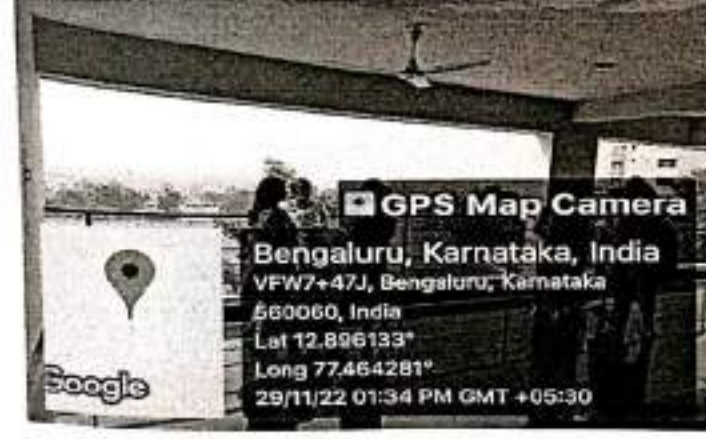 GPS Map Camera
Bengaluru, Karnataka, India
VFW7+47J, Bengaluru, Karnataka
560060, India
Lat 12.896133°
Long 77.464281°
29/11/22 01:34 PM GMT +05:30
Google